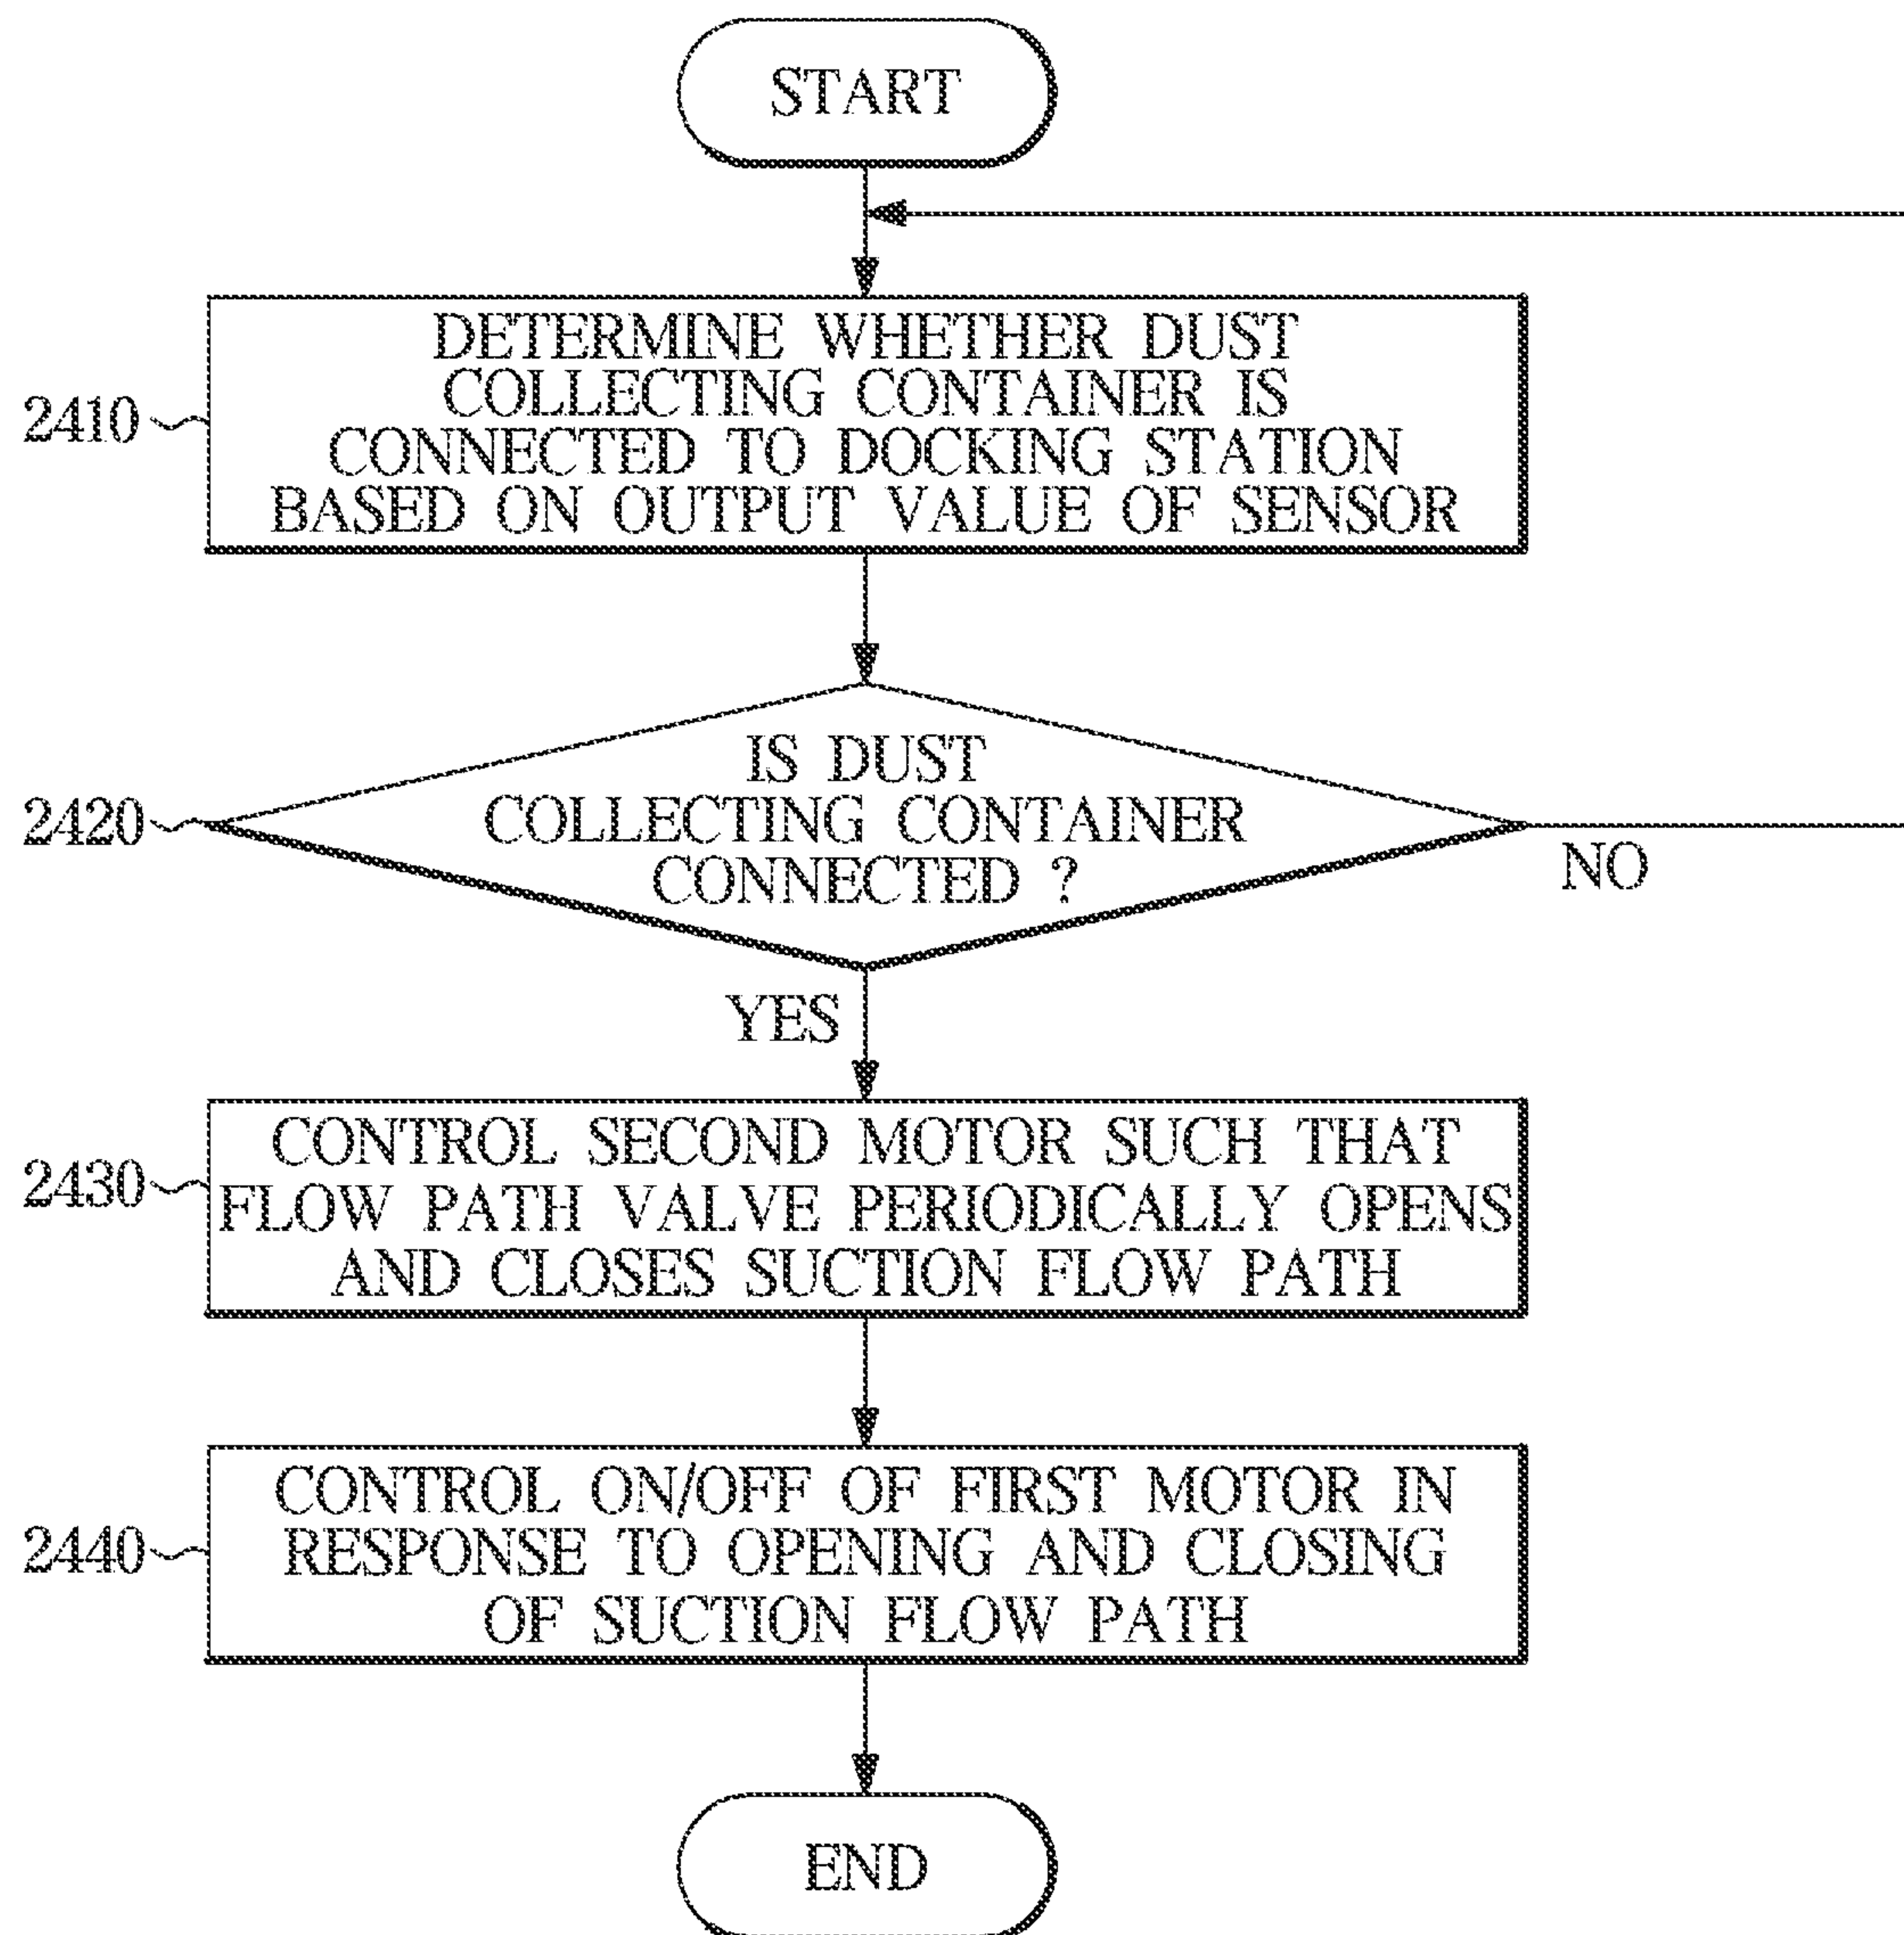 START
DETERMINE WHETHER DUST
COLLECTING CONTAINER IS
2410
CONNECTED TO DOCKING STATION
BASED ON OUTPUT VALUE OF SENSOR
IS DUST
2420
COLLECTING CONTAINER
CONNECTED ?
NO
YES
CONTROL SECOND MOTOR SUCH THAT
2430
FLOW PATH VALVE PERIODICALLY OPENS
AND CLOSES SUCTION FLOW PATH
CONTROL ON/OFF OF FIRST MOTOR IN
2440
RESPONSE TO OPENING AND CLOSING
OF SUCTION FLOW PATH
END